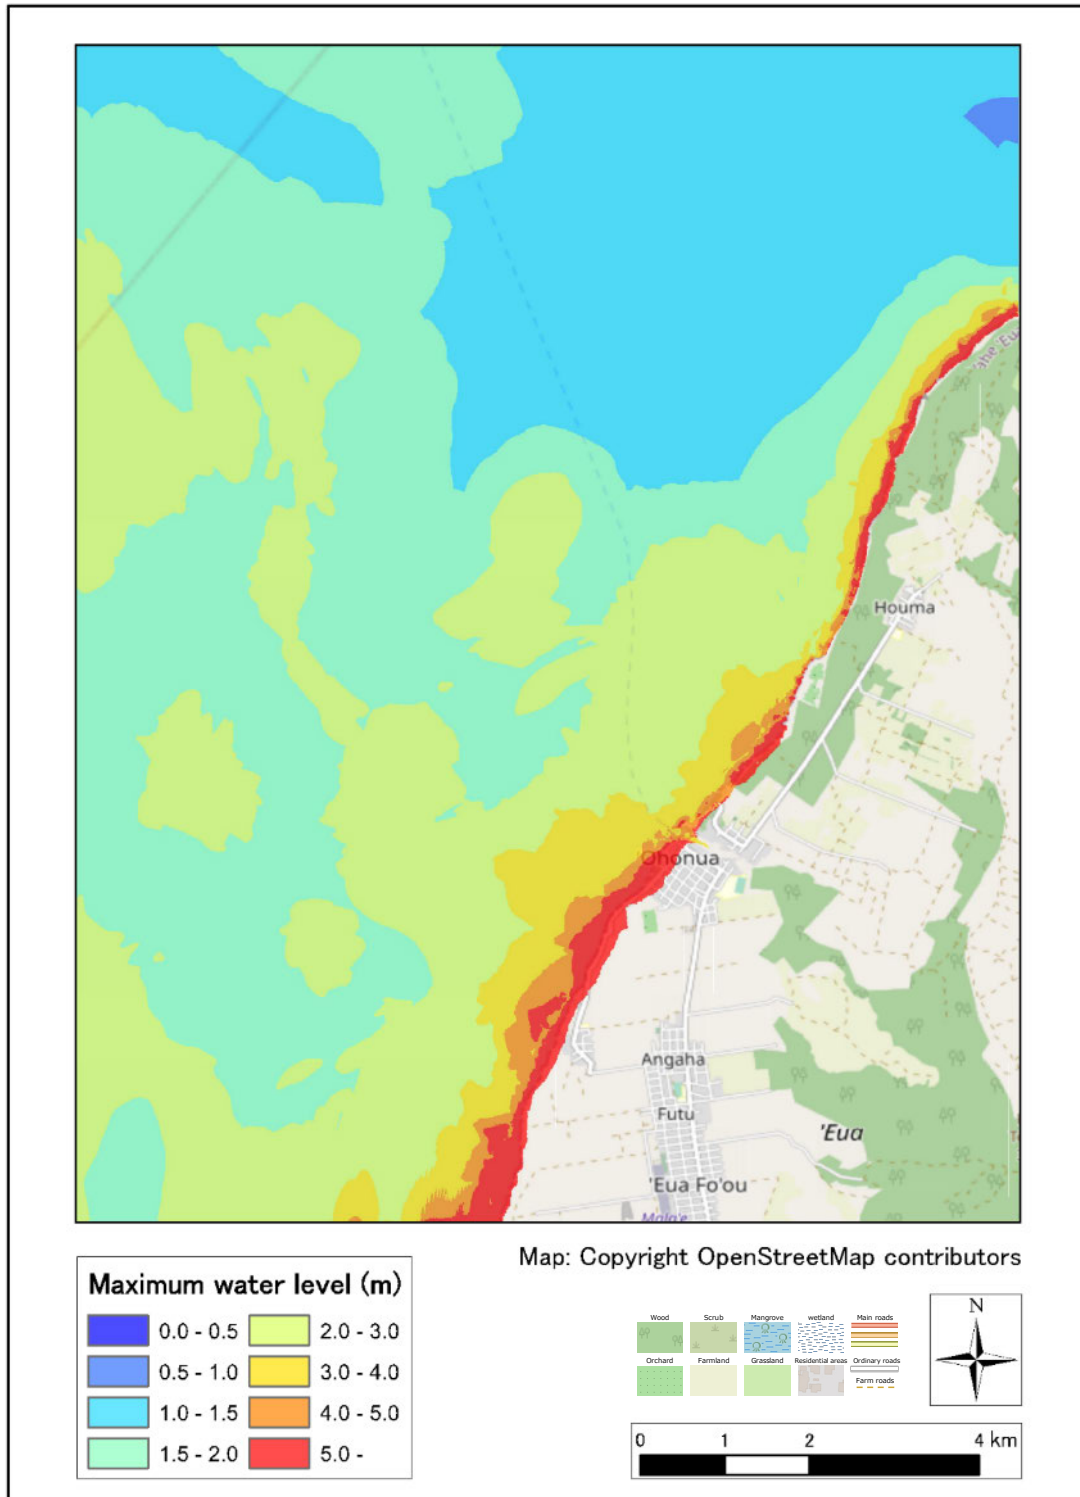 Houma
Ohonua
Angaha
Futu
'Eua
'Eua Fo'ou
Map: Copyright OpenStreetMap contributors
Maximum water level (m)
0.0 - 0.5
2.0 - 3.0
0.5 - 1.0
3.0 - 4.0
1.0 - 1.5
4.0 - 5.0
1.5 - 2.0
5.0 -
Wood
Scrub
Mangrove
wetland
Main roads
Orchard
Farmland
Grassland
Residential areas
Ordinary roads
Farm roads
N
0 1 2 4 km